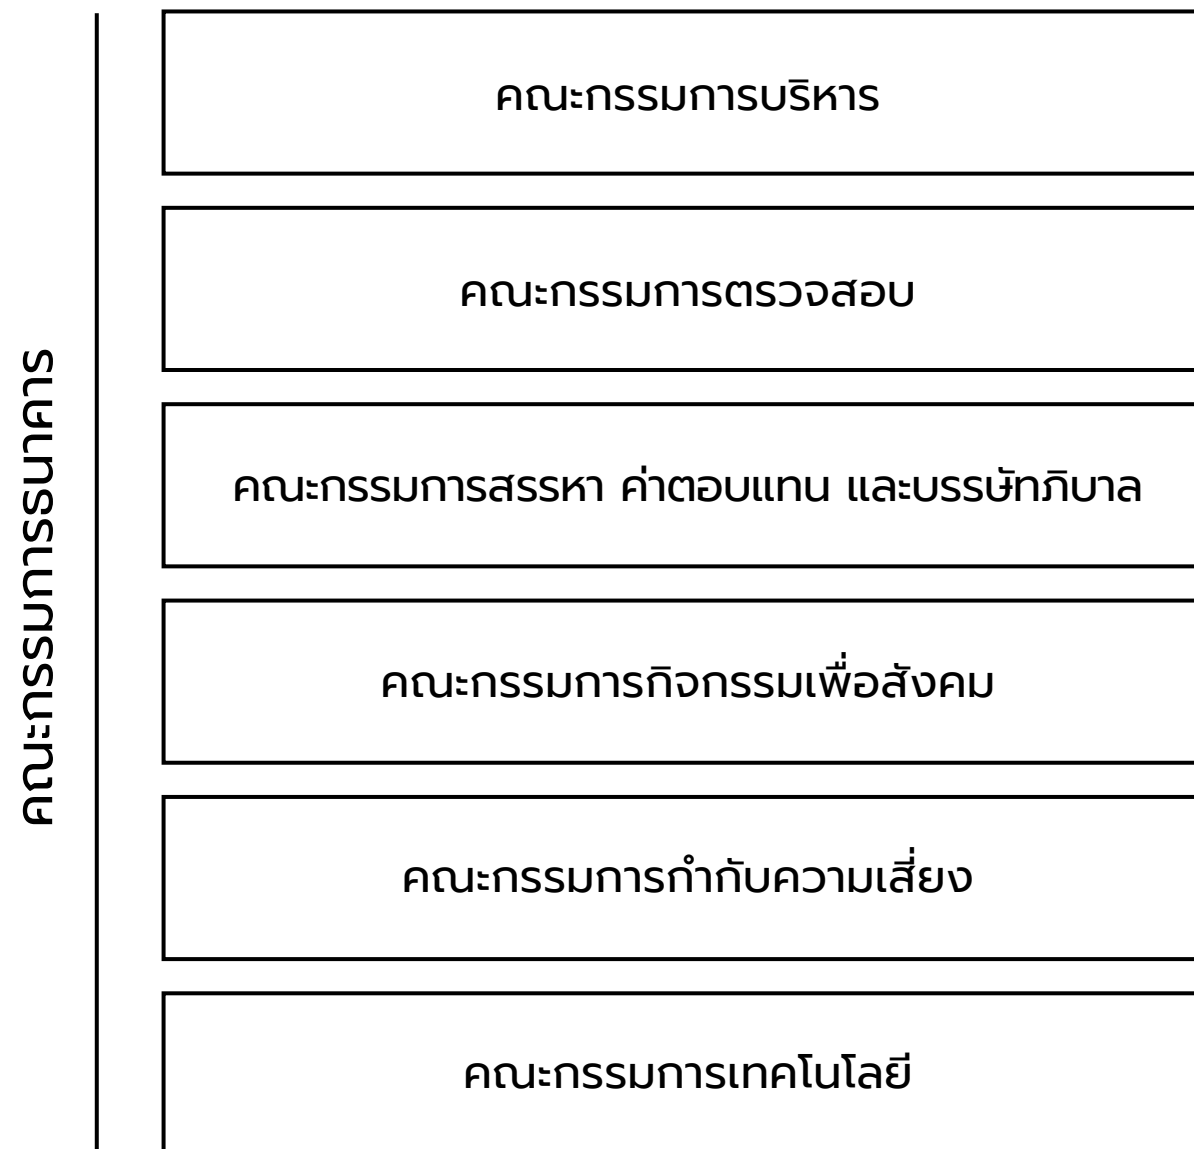 คณะกรรมการธนาคาร
คณะกรรมการบริหาร
คณะกรรมการตรวจสอบ
คณะกรรมการสรรหา ค่าตอบแทน และบรรษัทภิบาล
คณะกรรมการกิจกรรมเพื่อสังคม
คณะกรรมการกำกับความเสี่ยง
คณะกรรมการเทคโนโลยี